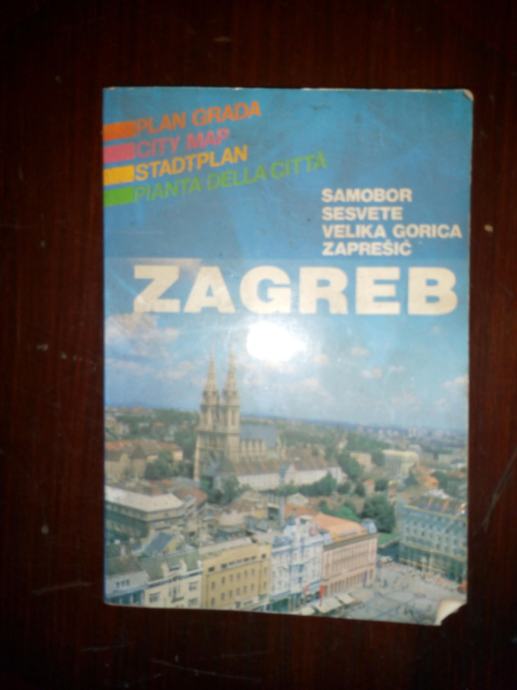 PLAN GRADA
CITY MAP
STADTPLAN
PIANTA DELLA CITTÀ
SAMOBOR
SESVETE
VELIKA GORICA
ZAPREŠIĆ
ZAGREB